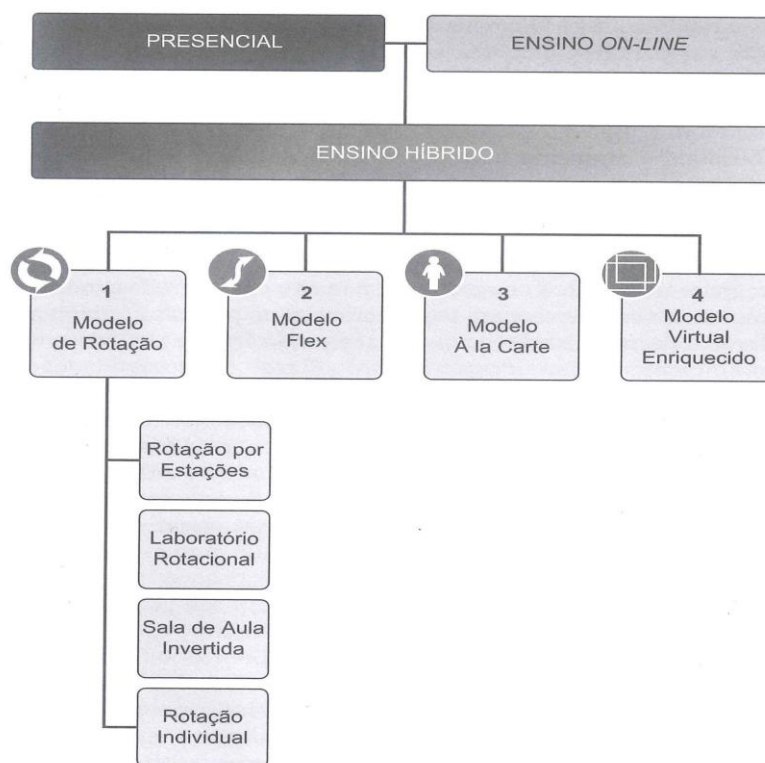 PRESENCIAL
ENSINO ON-LINE
ENSINO HÍBRIDO
1
Modelo
de Rotação
2
Modelo
Flex
3
Modelo
À la Carte
4
Modelo
Virtual
Enriquecido
Rotação por
Estações
Laboratório
Rotacional
Sala de Aula
Invertida
Rotação
Individual